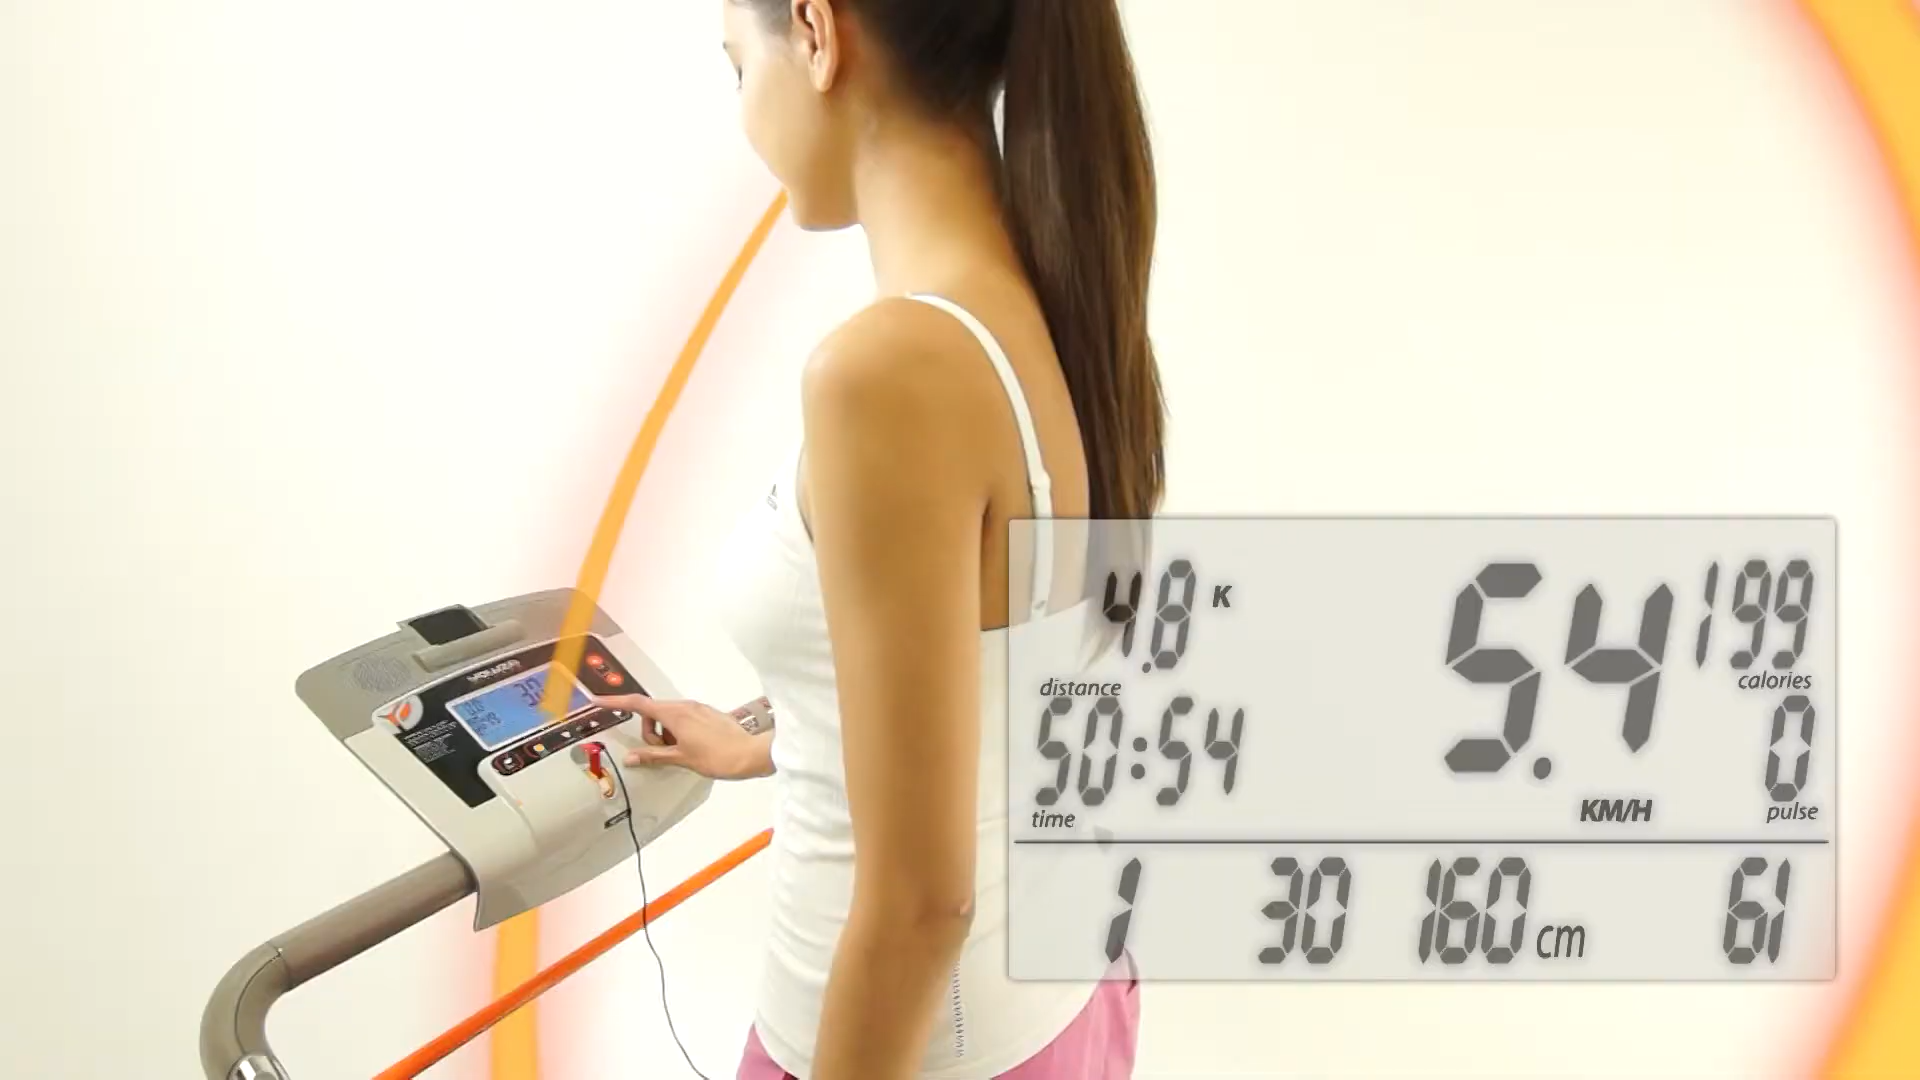 4.8 K
5.4
199
distance
calories
50:54
0
time
KM/H
pulse
1 30 160 cm 61